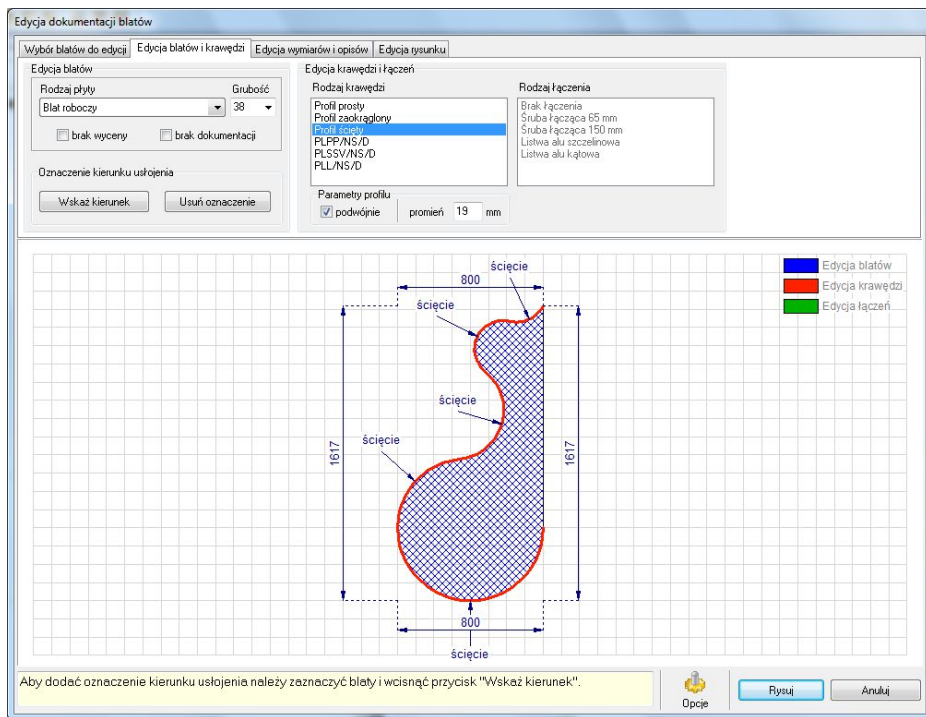 Edycja dokumentacji blatów
Wybór blatów do edycji Edycja blatów i krawędzi Edycja wymiarów i opisów Edycja rysunku
Edycja blatów
Rodzaj płyty Grubość
Blat roboczy 38
brak wyceny brak dokumentacji
Oznaczenie kierunku usłojenia
Wskaż kierunek Usuń oznaczenie
Edycja krawędzi i łączeń
Rodzaj krawędzi
Profil prosty
Profil zaokrąglony
Profil ścięty
PLPP/NS/D
PLSSV/NS/D
PLL/NS/D
Parametry profilu
podwójnie promień 19 mm
Rodzaj łączenia
Brak łączenia
Śruba łącząca 65 mm
Śruba łącząca 150 mm
Listwa alu szczelinowa
Listwa alu kątowa
Edycja blatów
Edycja krawędzi
Edycja łączeń
ścięcie
800
ścięcie
ścięcie
ścięcie
1617
1617
800
ścięcie
Aby dodać oznaczenie kierunku usłojenia należy zaznaczyć blaty i wcisnąć przycisk "Wskaż kierunek".
Opcje
Rysuj
Anuluj